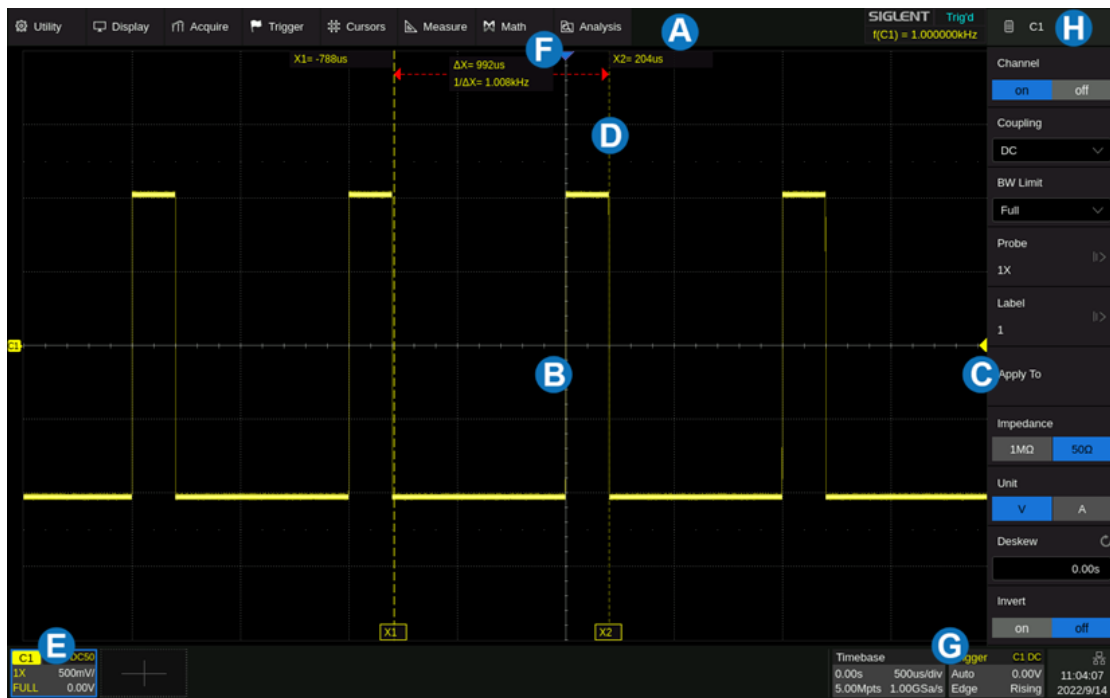 Utility Display Acquire Trigger Cursors Measure Math Analysis A SIGLENT Trig'd C1 H
f(C1) = 1.000000kHz
F
X1= -788us X2= 204us
ΔX= 992us
1/ΔX= 1.008kHz
Channel
on off
Coupling
DC
D
BW Limit
Full
Probe
1X
Label
1
C1
B
C
Apply To
Impedance
1MΩ 50Ω
Unit
V A
Deskew
0.00s
Invert
on off
X1 X2
E
G
C1 DC50
1X 500mV/
FULL 0.00V
Timebase
0.00s 500us/div
5.00Mpts 1.00GSa/s
C1 DC
Auto 0.00V
Edge Rising
11:04:07
2022/9/14